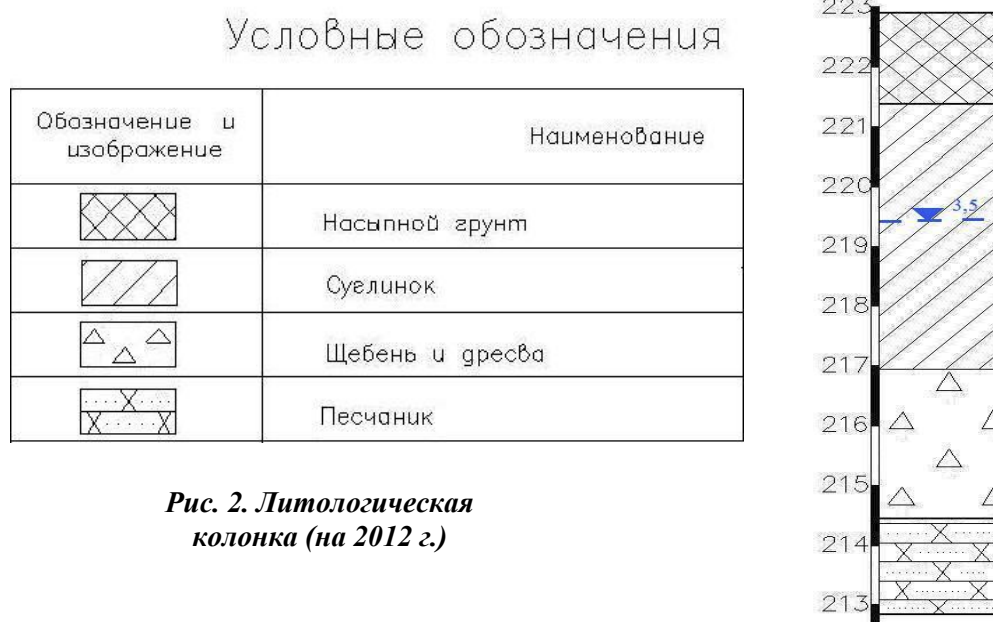 Условные обозначения
Обозначение и
изображение
Наименование
Насыпной грунт
Суглинок
Щебень и дресва
Песчаник
Рис. 2. Литологическая
колонка (на 2012 г.)
223
222
221
220
3,5
219
218
217
216
215
214
213